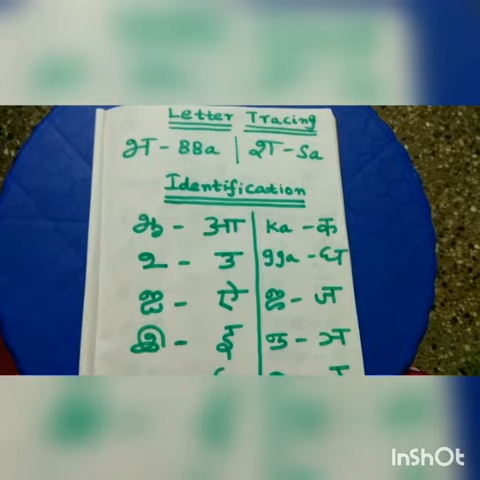 Letter Tracing
भ - BBa | श - Sa
Identification
ஆ - आ | ka - क
உ - उ | gga - घ
ஐ - ऐ | ஜ - ज
இ - इ | ஞ - ञ
InShOt